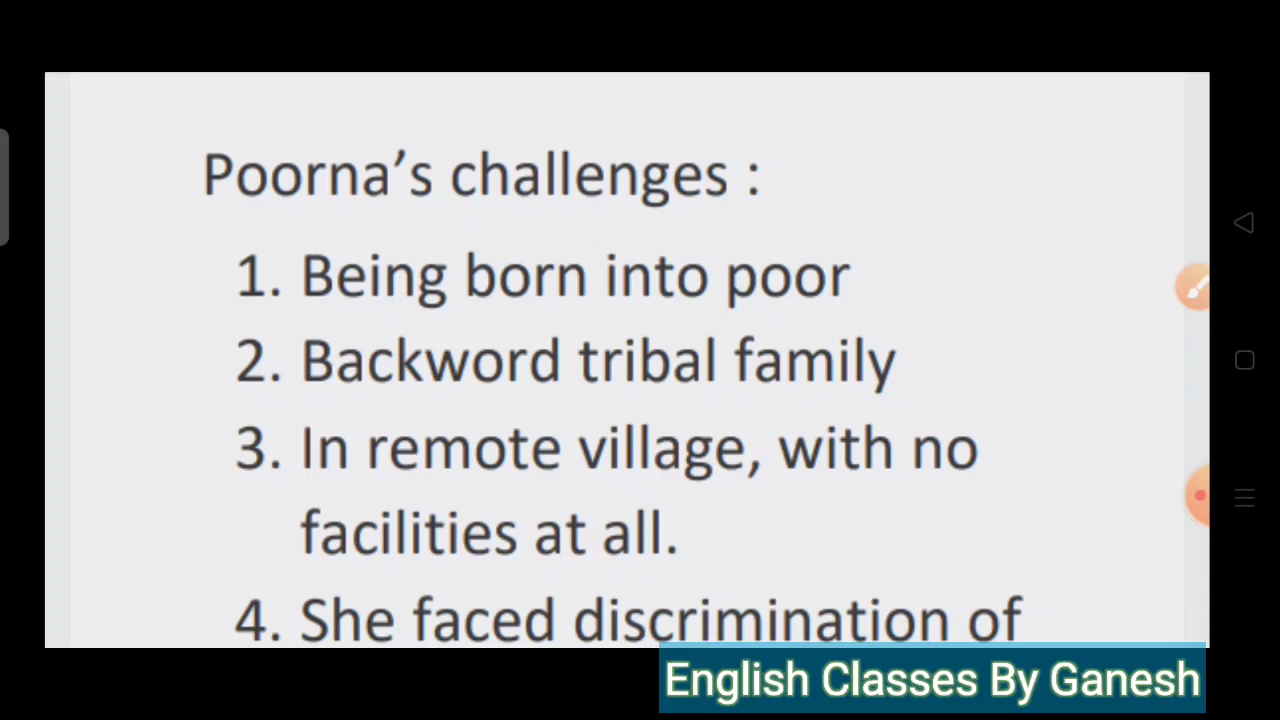 Poorna’s challenges :
1. Being born into poor
2. Backword tribal family
3. In remote village, with no
facilities at all.
4. She faced discrimination of
English Classes By Ganesh